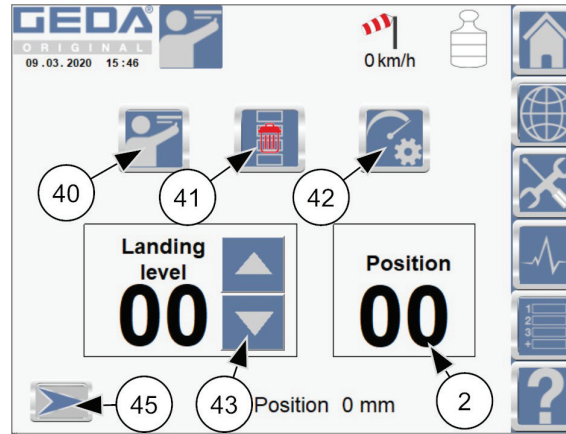 GEDA®
ORIGINAL
09.03.2020 15:46
0 km/h
40
41
42
Landing
level
00
Position
00
1
2
3
+
?
45
43
Position 0 mm
2